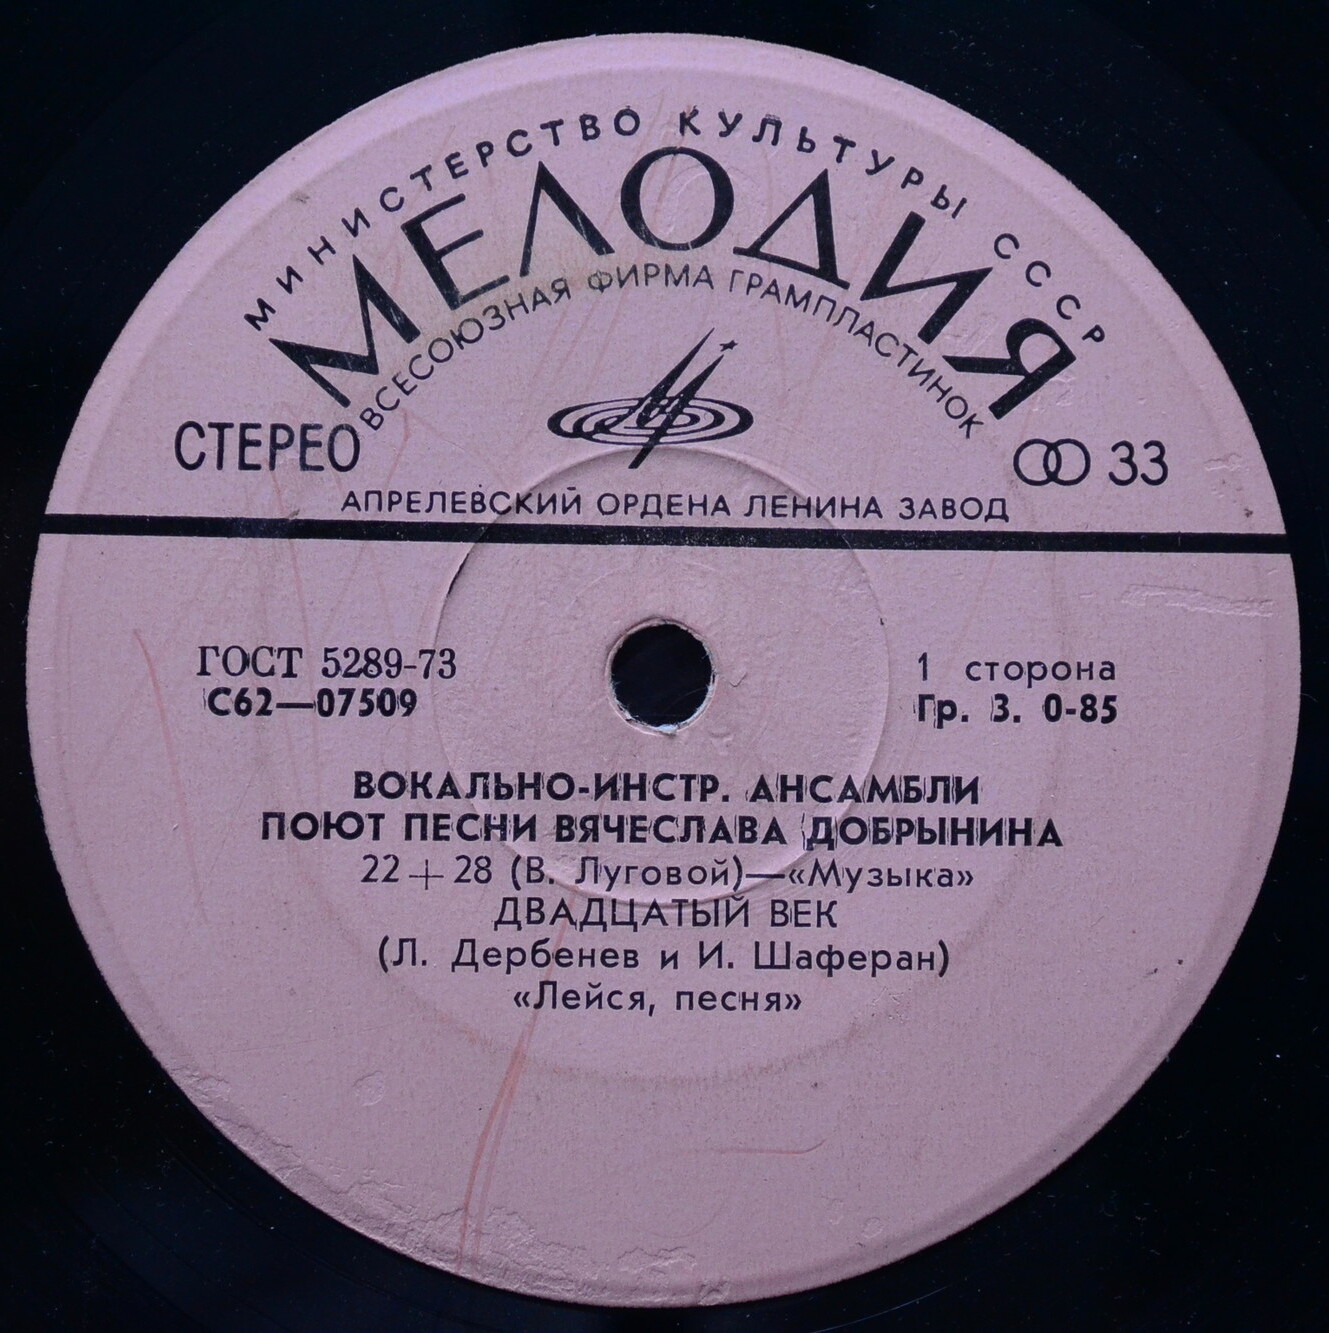 МИНИСТЕРСТВО КУЛЬТУРЫ СССР
МЕЛОДИЯ
ВСЕСОЮЗНАЯ ФИРМА ГРАМПЛАСТИНОК
СТЕРЕО
33
АПРЕЛЕВСКИЙ ОРДЕНА ЛЕНИНА ЗАВОД
ГОСТ 5289-73
С62—07509
1 сторона
Гр. 3. 0-85
ВОКАЛЬНО-ИНСТР. АНСАМБЛИ
ПОЮТ ПЕСНИ ВЯЧЕСЛАВА ДОБРЫНИНА
22+28 (В. Луговой)—«Музыка»
ДВАДЦАТЫЙ ВЕК
(Л. Дербенев и И. Шаферан)
«Лейся, песня»